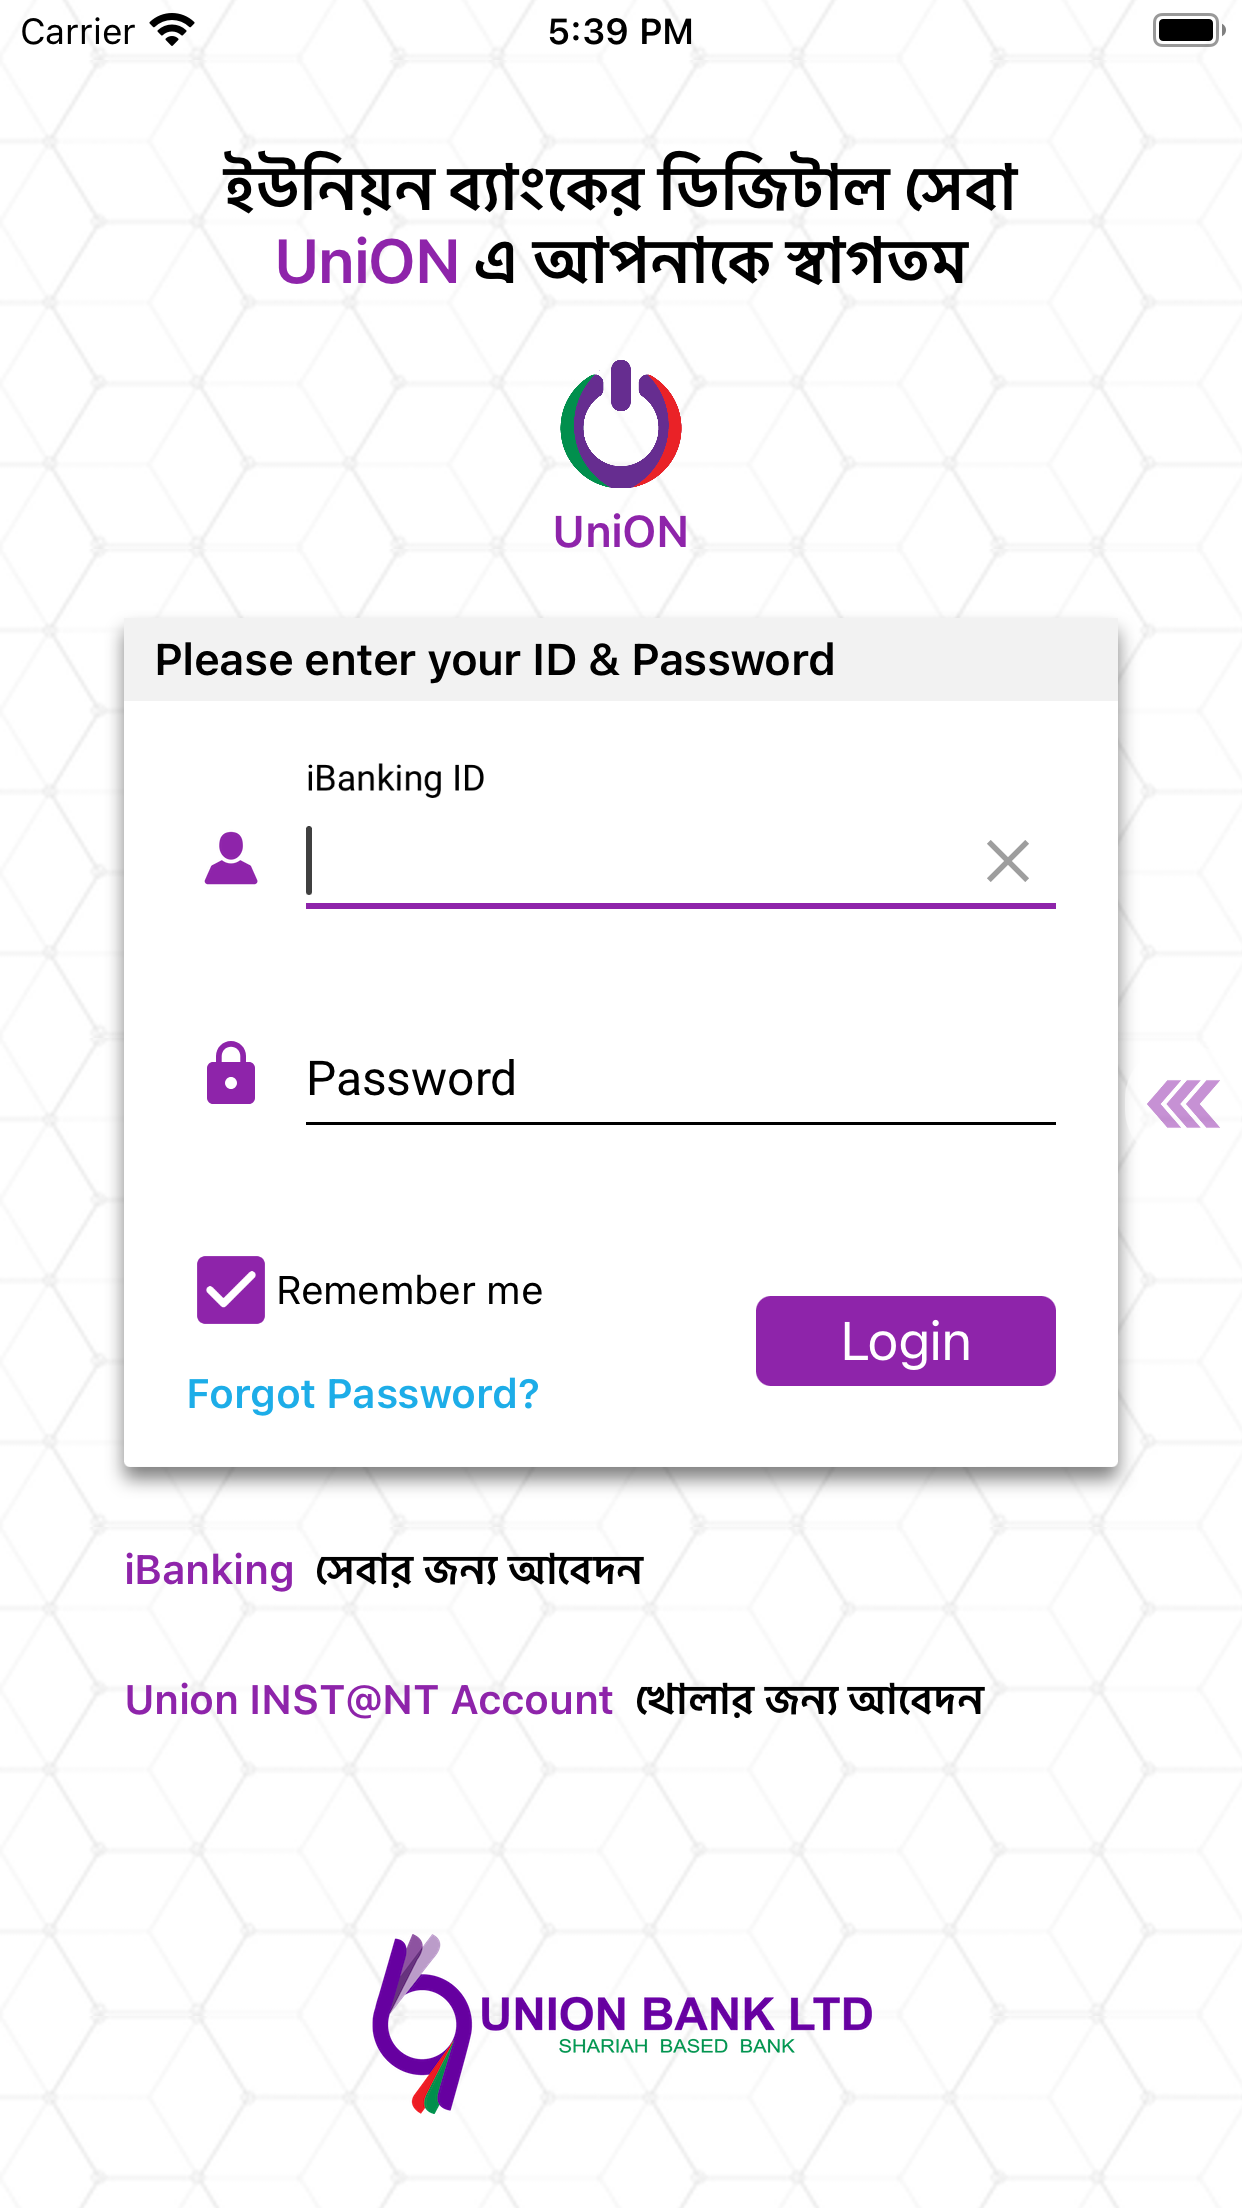 Carrier 5:39 PM
ইউনিয়ন ব্যাংকের ডিজিটাল সেবা
UniON এ আপনাকে স্বাগতম
UniON
Please enter your ID & Password
iBanking ID
Password
Remember me
Login
Forgot Password?
iBanking সেবার জন্য আবেদন
Union INST@NT Account খোলার জন্য আবেদন
UNION BANK LTD
SHARIAH BASED BANK